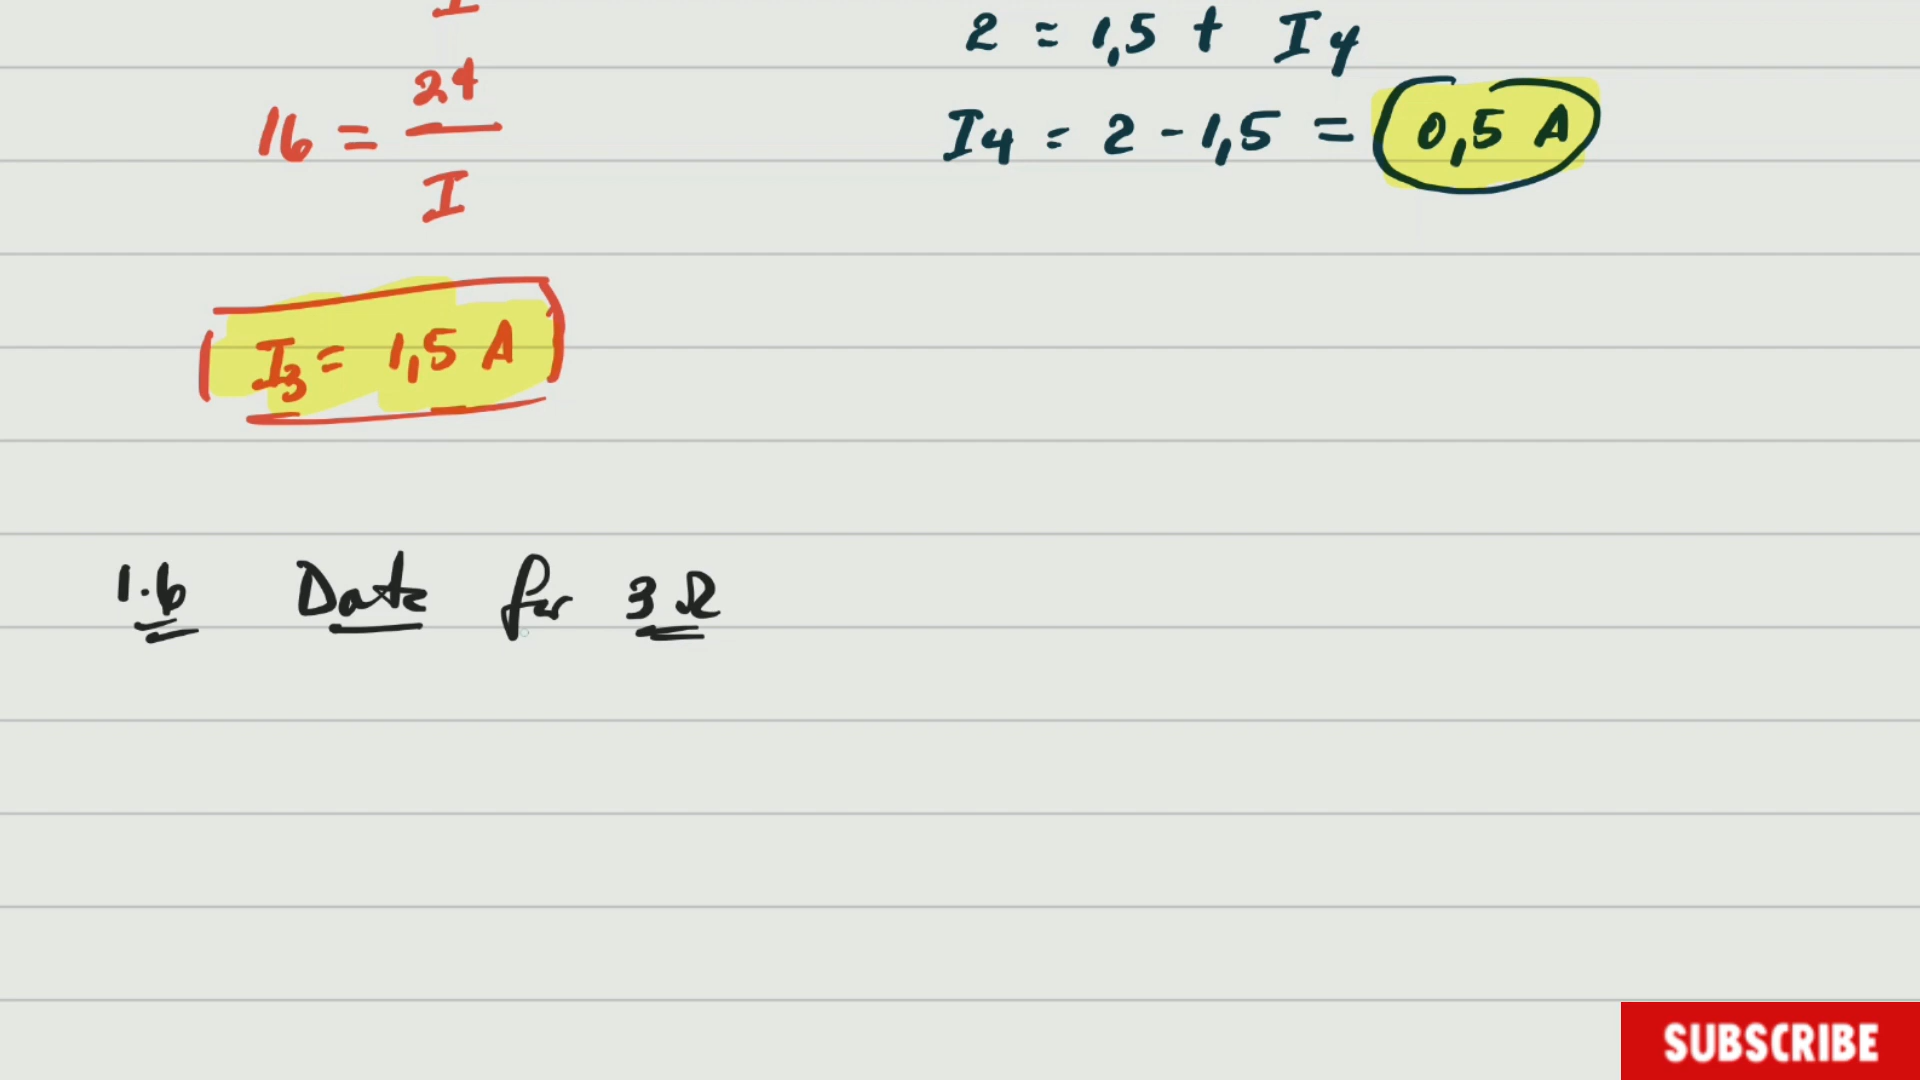 I
16 = 24/I
I3 = 1,5 A
2 = 1,5 + I4
I4 = 2 - 1,5 = 0,5 A
1.6 Data for 3Ω
SUBSCRIBE